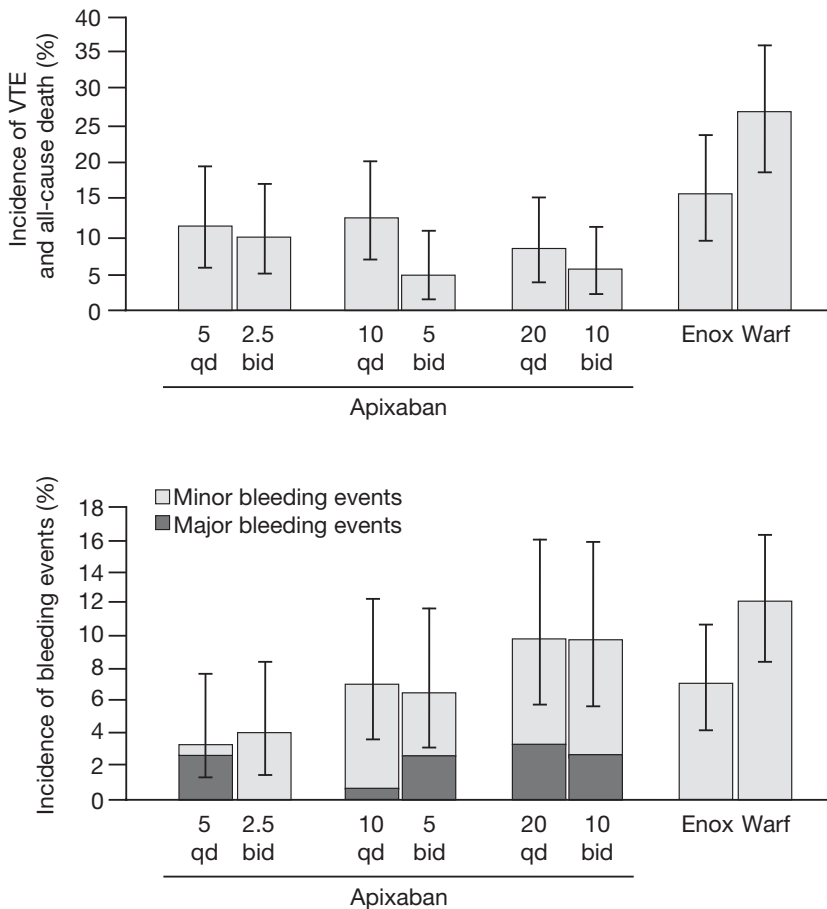 Incidence of VTE
and all-cause death (%)
40
35
30
25
20
15
10
5
0
5 2.5 10 5 20 10 Enox Warf
qd bid qd bid qd bid
Apixaban
Incidence of bleeding events (%)
Minor bleeding events
Major bleeding events
18
16
14
12
10
8
6
4
2
0
5 2.5 10 5 20 10 Enox Warf
qd bid qd bid qd bid
Apixaban